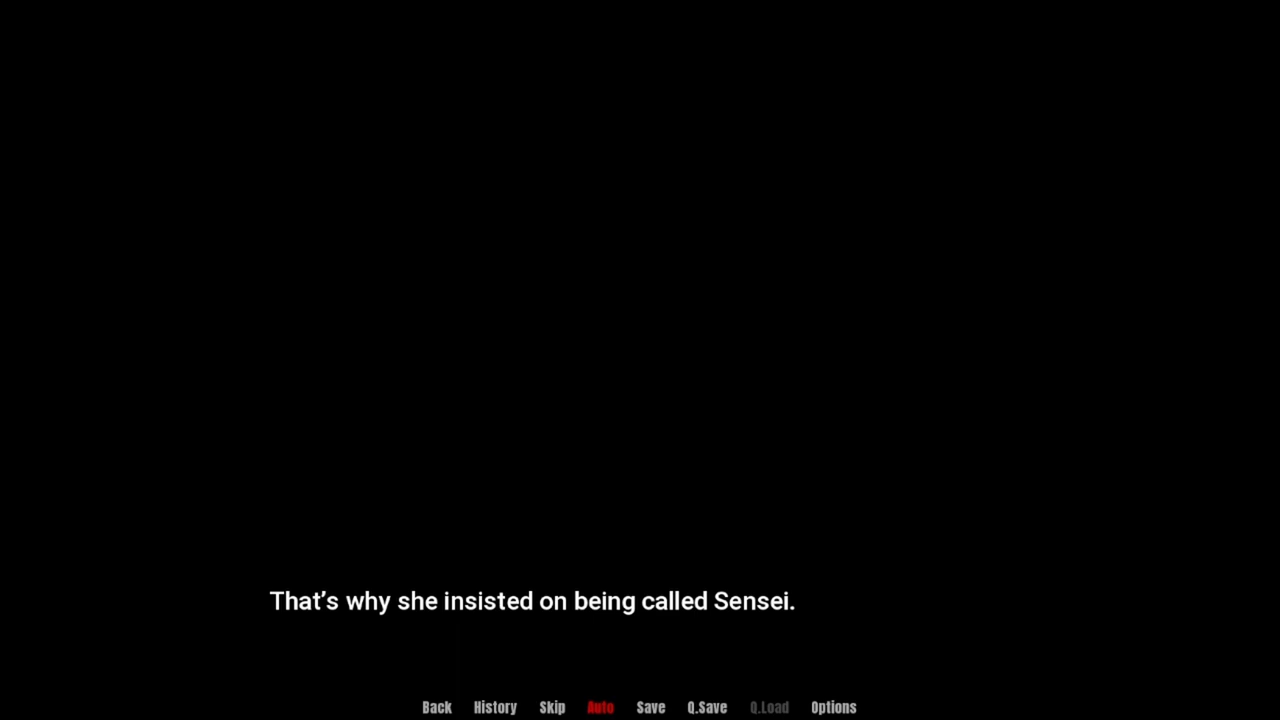 That’s why she insisted on being called Sensei.
Back History Skip Auto Save Q.Save Q.Load Options